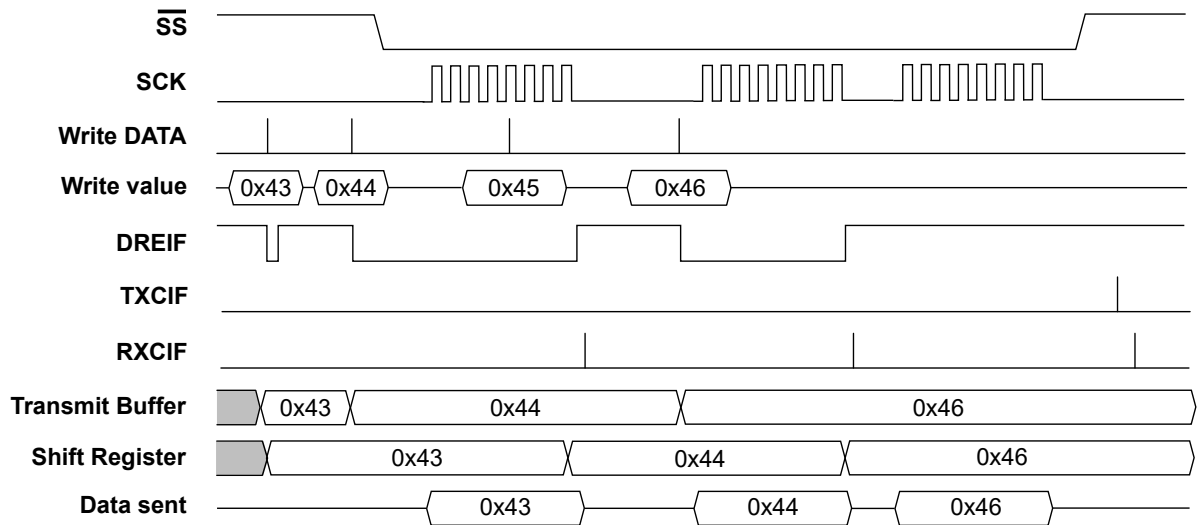 SS
SCK
Write DATA
Write value 0x43 0x44 0x45 0x46
DREIF
TXCIF
RXCIF
Transmit Buffer 0x43 0x44 0x46
Shift Register 0x43 0x44 0x46
Data sent 0x43 0x44 0x46